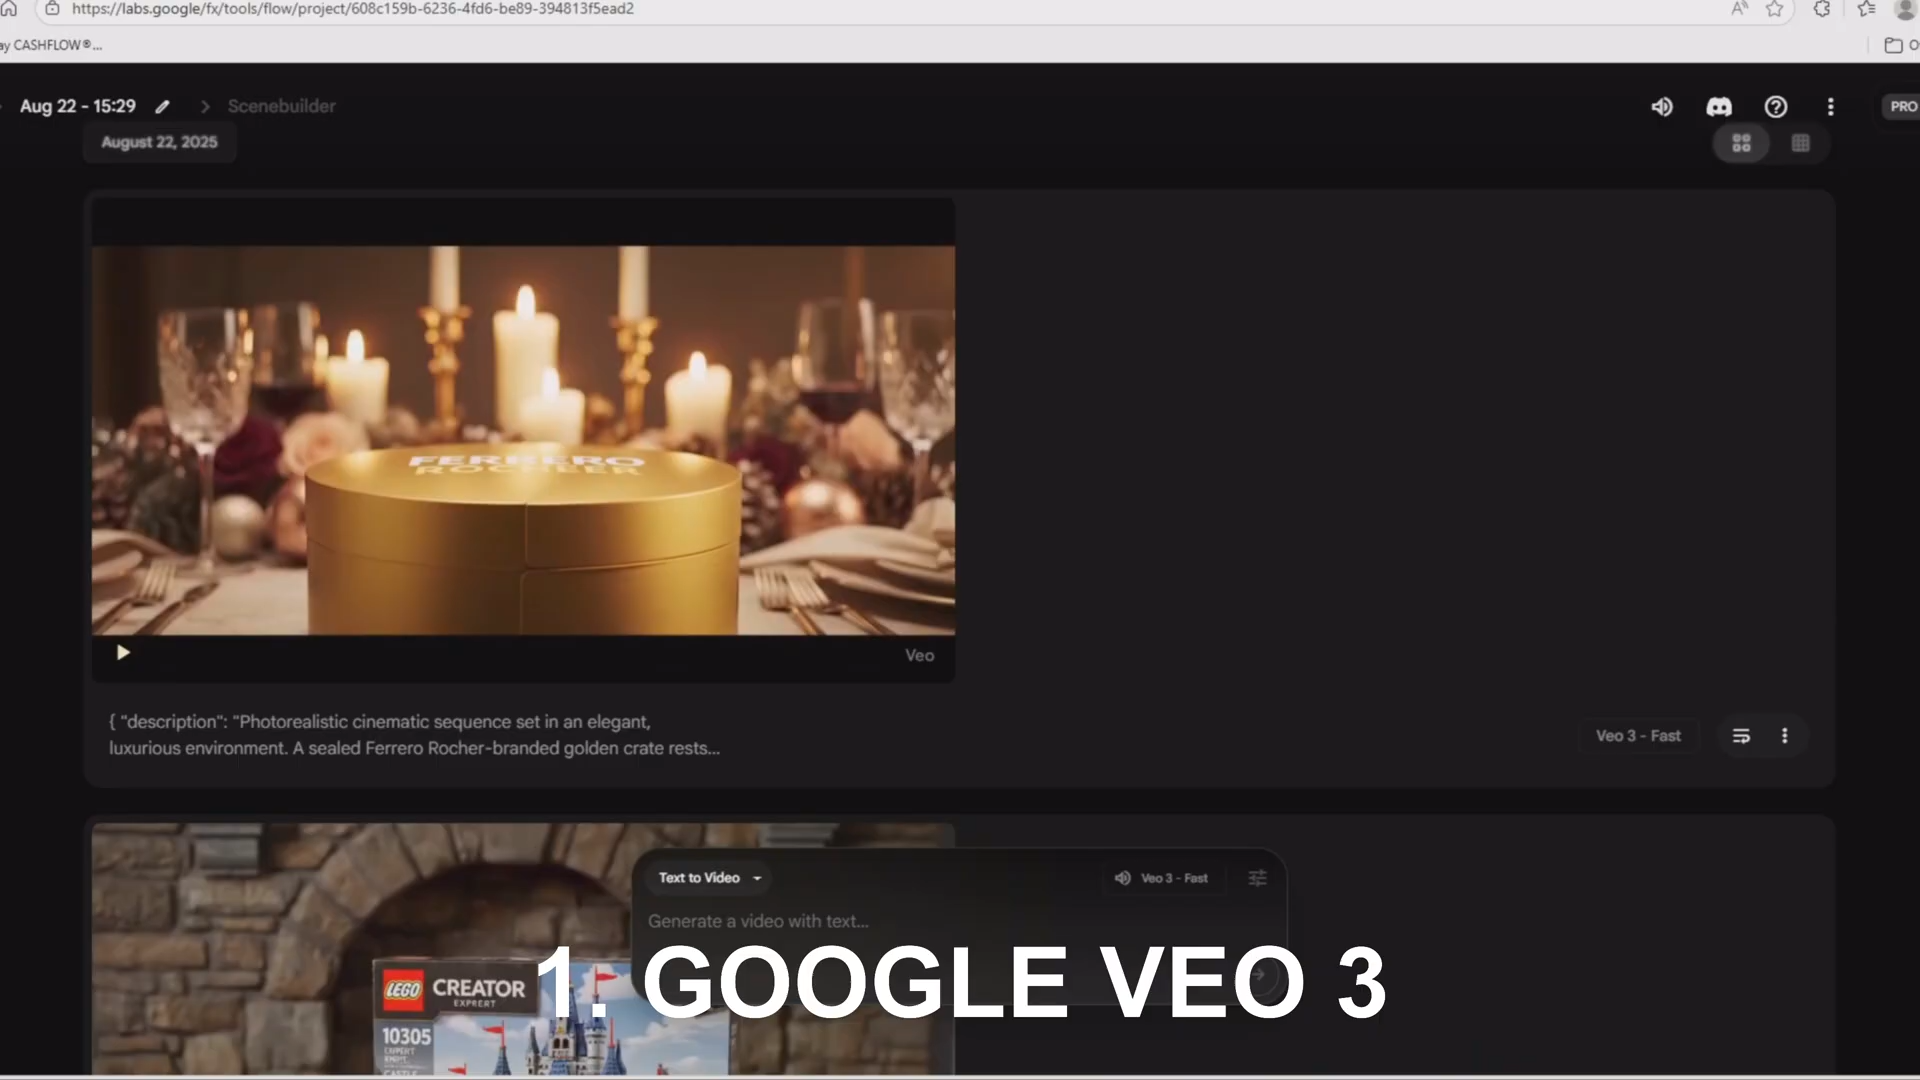 https://labs.google/fx/tools/flow/project/608c159b-6236-4fd6-be89-394813f5ead2
ay CASHFLOW®...
Aug 22 - 15:29 > Scenebuilder
PRO
August 22, 2025
FERRERO
ROCHEER
Veo
{ "description": "Photorealistic cinematic sequence set in an elegant,
luxurious environment. A sealed Ferrero Rocher-branded golden crate rests...
Veo 3 - Fast
Text to Video
Veo 3 - Fast
Generate a video with text...
1. GOOGLE VEO 3
LEGO CREATOR
EXPRERT
10305